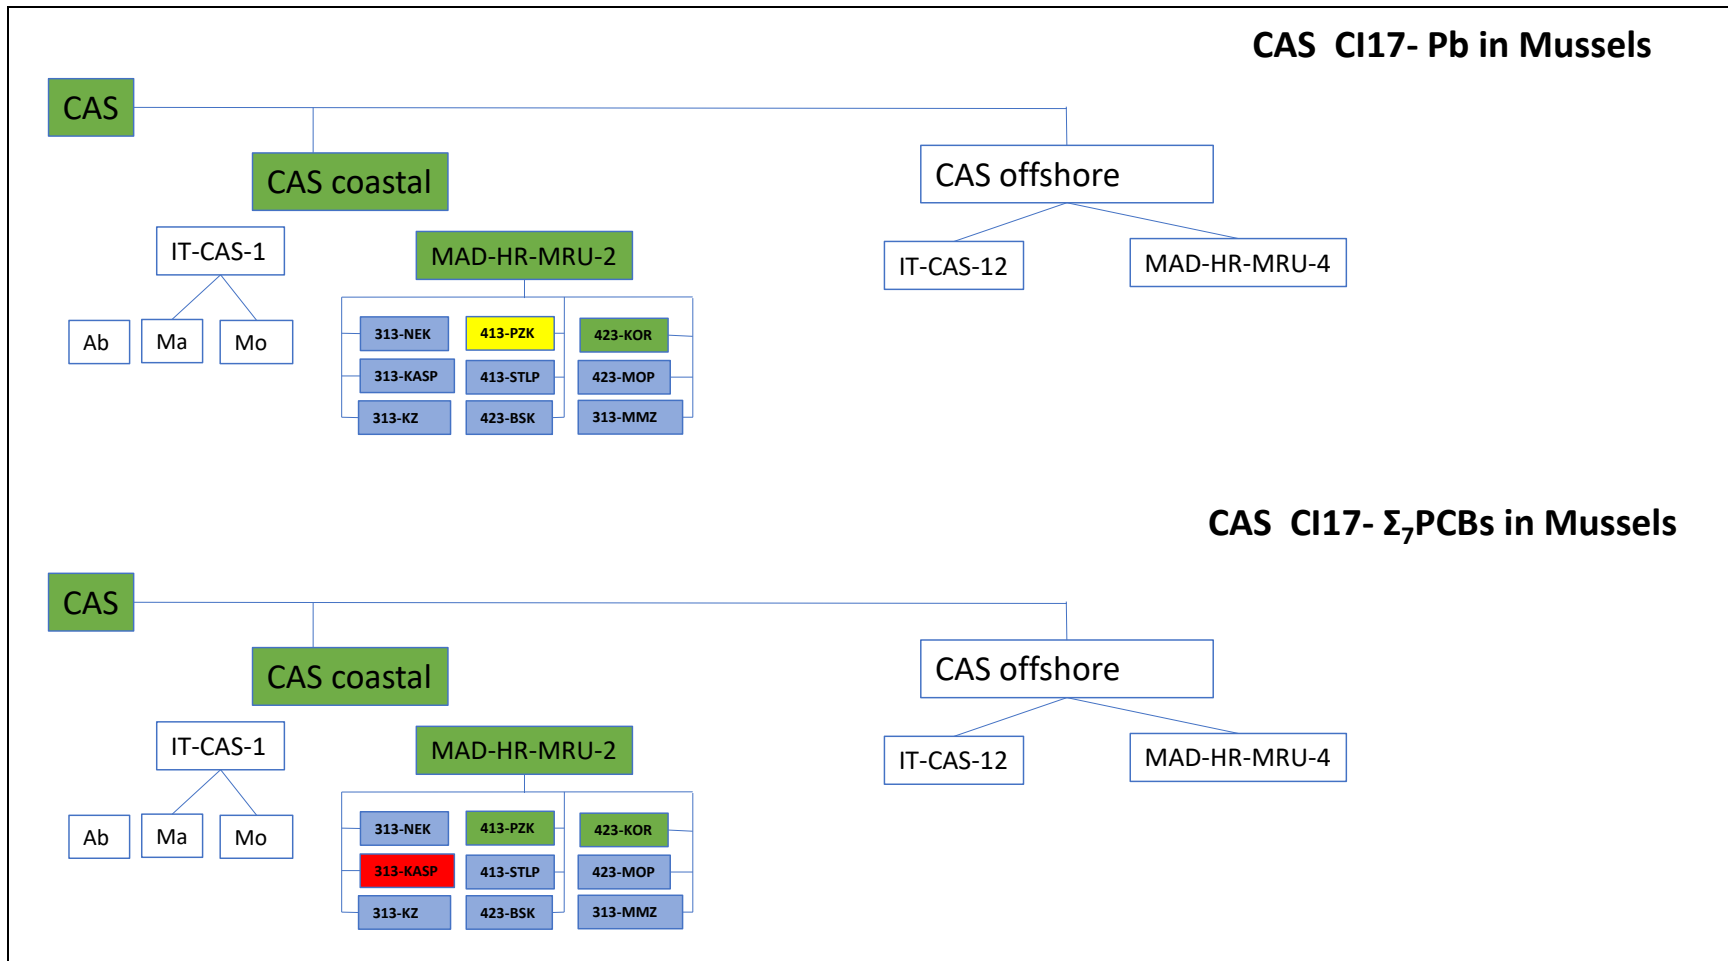 CAS CI17- Pb in Mussels
CAS
CAS coastal
CAS offshore
IT-CAS-1
MAD-HR-MRU-2
IT-CAS-12
MAD-HR-MRU-4
Ab
Ma
Mo
313-NEK
413-PZK
423-KOR
313-KASP
413-STLP
423-MOP
313-KZ
423-BSK
313-MMZ
CAS CI17- Σ₇PCBs in Mussels
CAS
CAS coastal
CAS offshore
IT-CAS-1
MAD-HR-MRU-2
IT-CAS-12
MAD-HR-MRU-4
Ab
Ma
Mo
313-NEK
413-PZK
423-KOR
313-KASP
413-STLP
423-MOP
313-KZ
423-BSK
313-MMZ